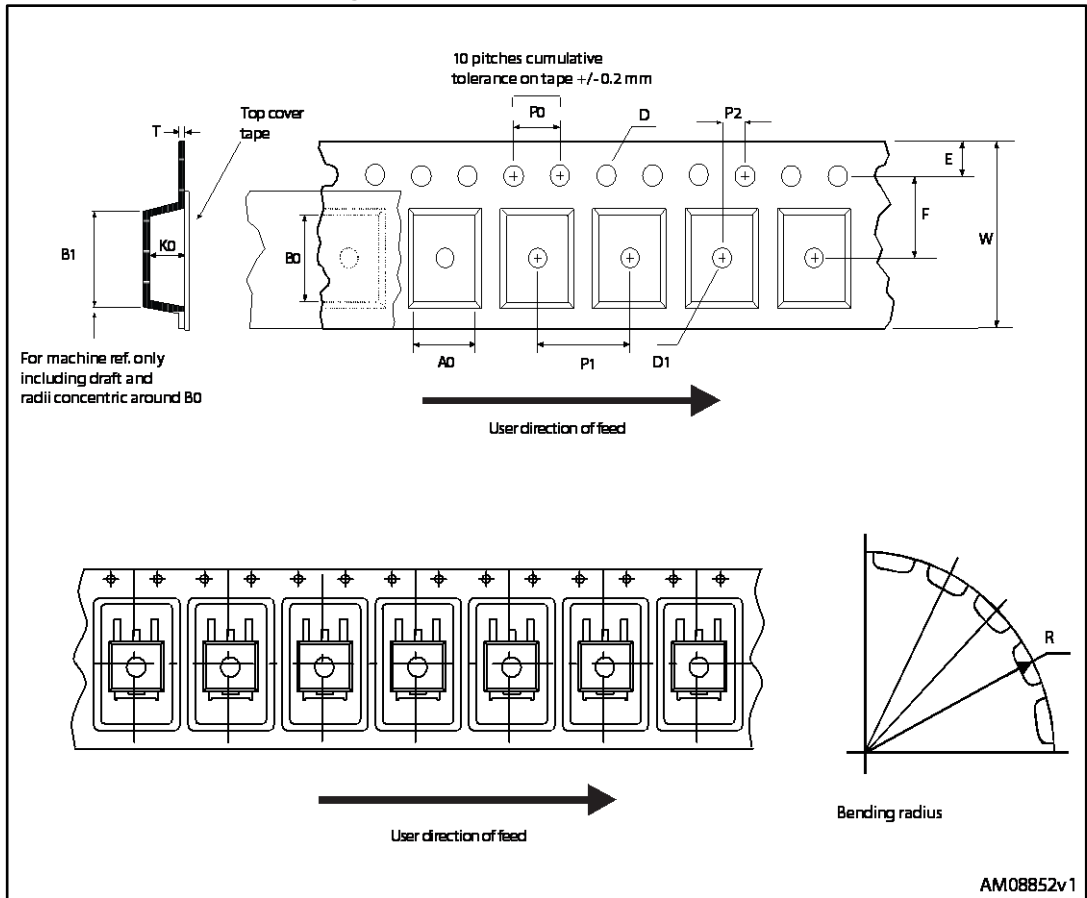 10 pitches cumulative
tolerance on tape +/- 0.2 mm
Top cover
tape
T
P0
D
P2
E
F
W
B1
K0
B0
For machine ref. only
including draft and
radii concentric around B0
A0
P1
D1
User direction of feed
R
Bending radius
User direction of feed
AM08852v1